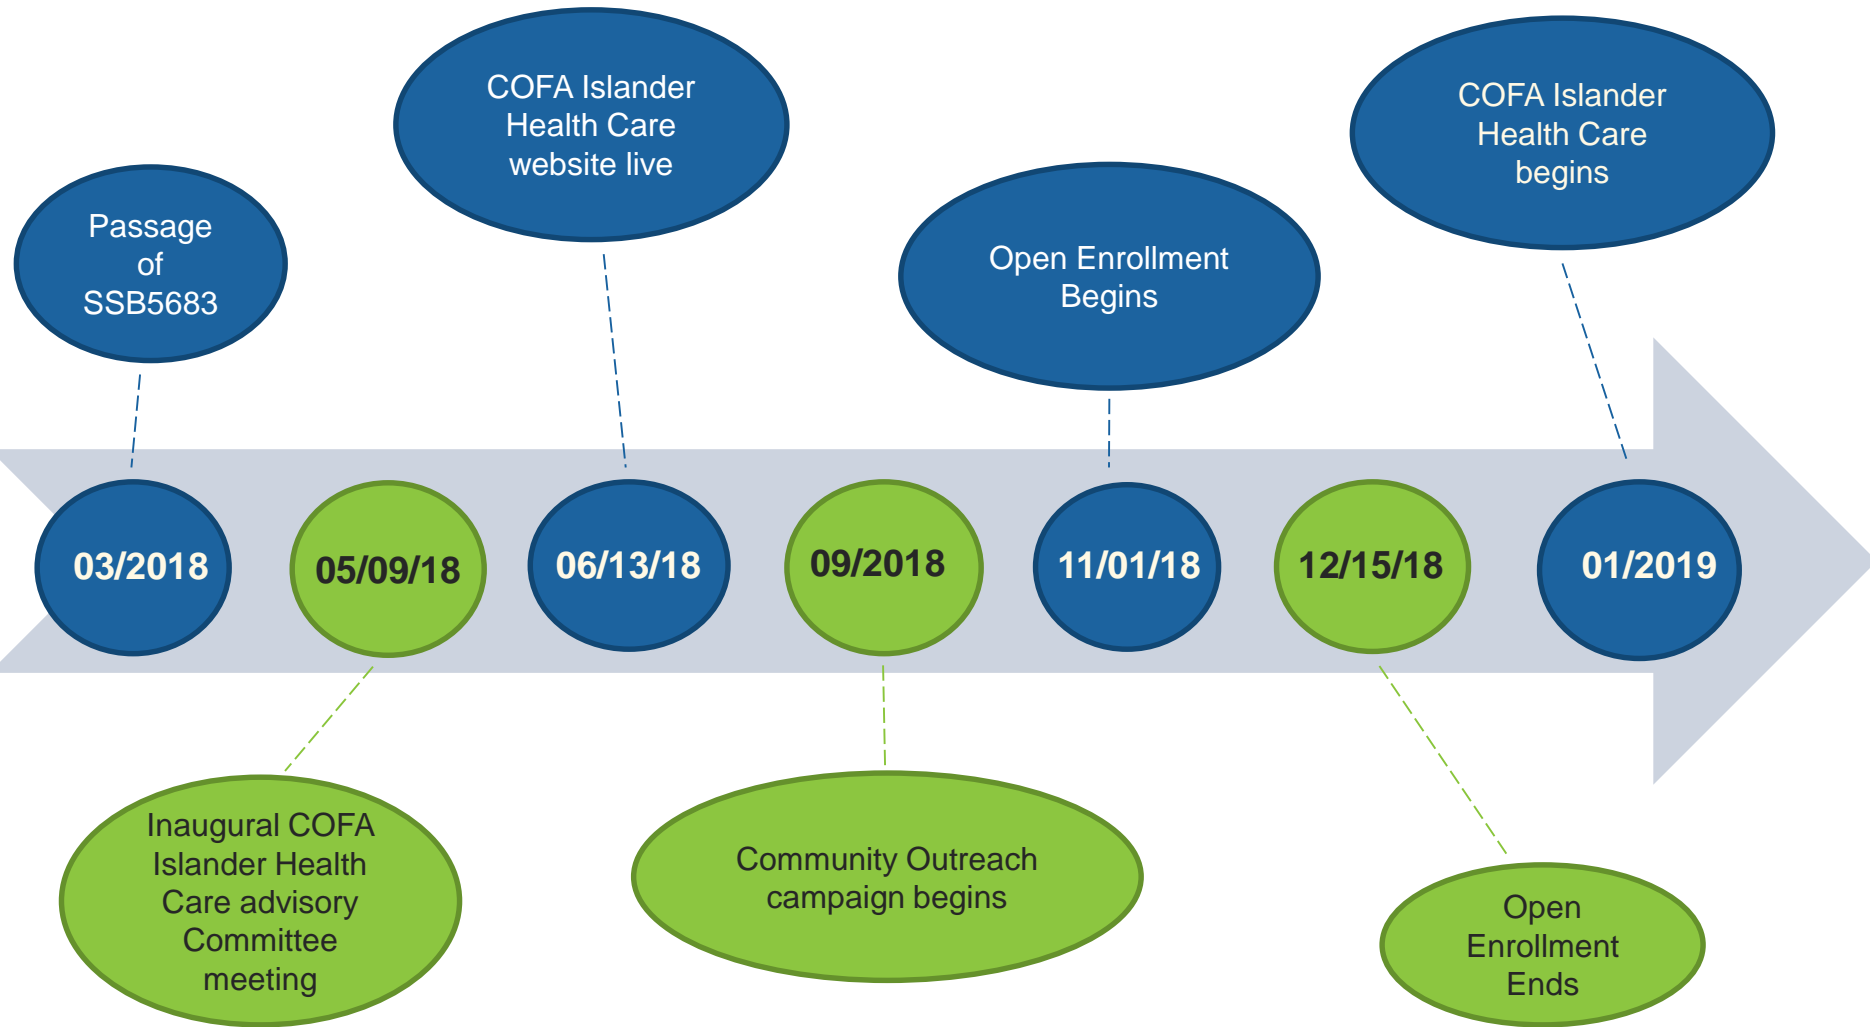 COFA Islander
Health Care
website live
COFA Islander
Health Care
begins
Passage
of
SSB5683
Open Enrollment
Begins
03/2018
05/09/18
06/13/18
09/2018
11/01/18
12/15/18
01/2019
Inaugural COFA
Islander Health
Care advisory
Committee
meeting
Community Outreach
campaign begins
Open
Enrollment
Ends